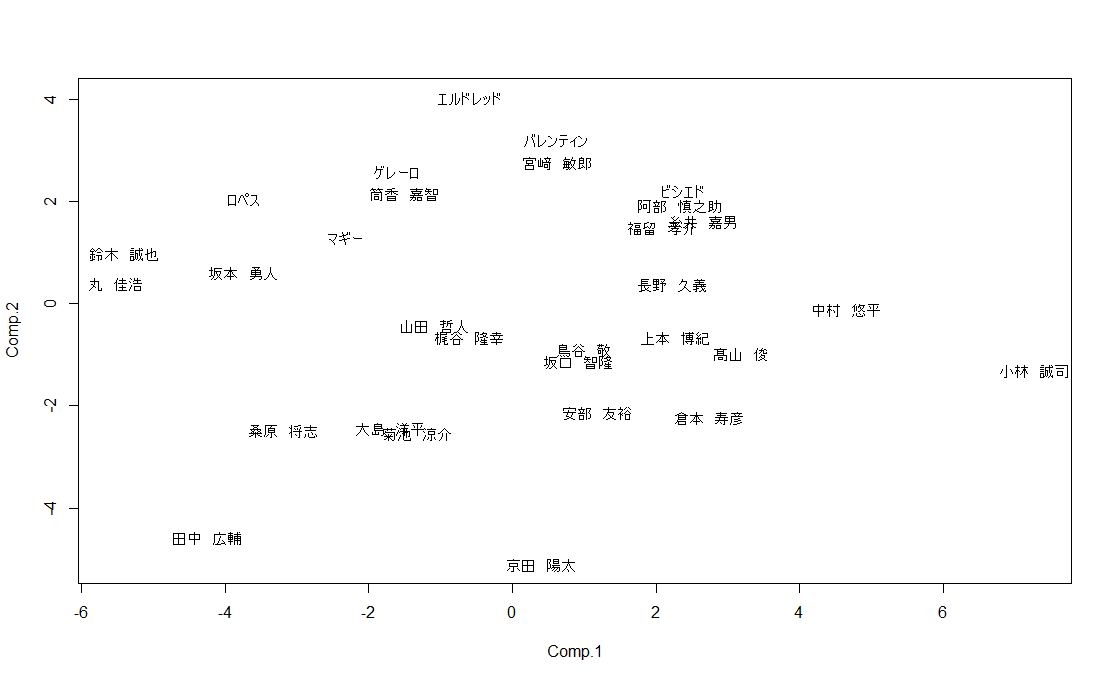 エルドレッド
バレンティン
宮﨑 敏郎
ゲレーロ
筒香 嘉智
ロペス
ビシエド
阿部 慎之助
糸井 嘉男
福留 孝介
マギー
鈴木 誠也
坂本 勇人
丸 佳浩
長野 久義
中村 悠平
山田 哲人
梶谷 隆幸
上本 博紀
鳥谷 敬
髙山 俊
坂口 智隆
小林 誠司
安部 友裕
倉本 寿彦
桑原 将志
大島 洋平
菊池 涼介
田中 広輔
京田 陽太
4
2
0
-2
-4
Comp.2
-6 -4 -2 0 2 4 6
Comp.1